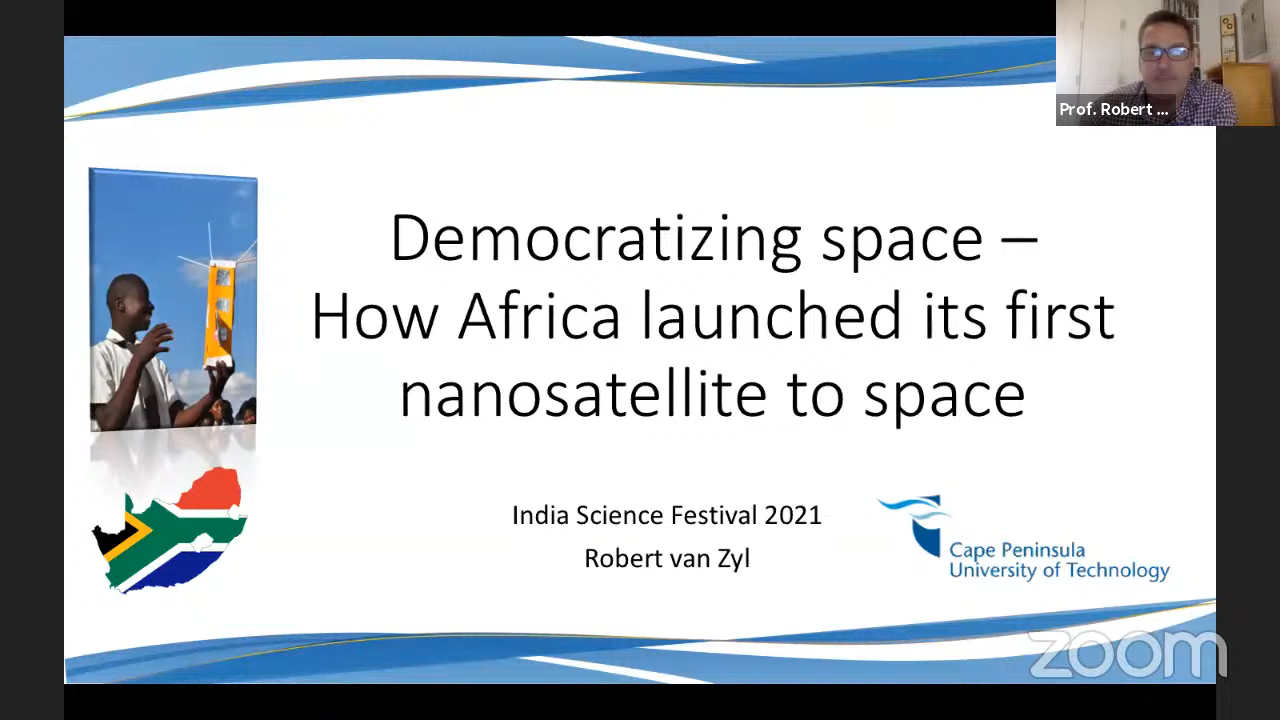 Prof. Robert ...
Democratizing space –
How Africa launched its first
nanosatellite to space
India Science Festival 2021
Robert van Zyl
Cape Peninsula
University of Technology
zoom